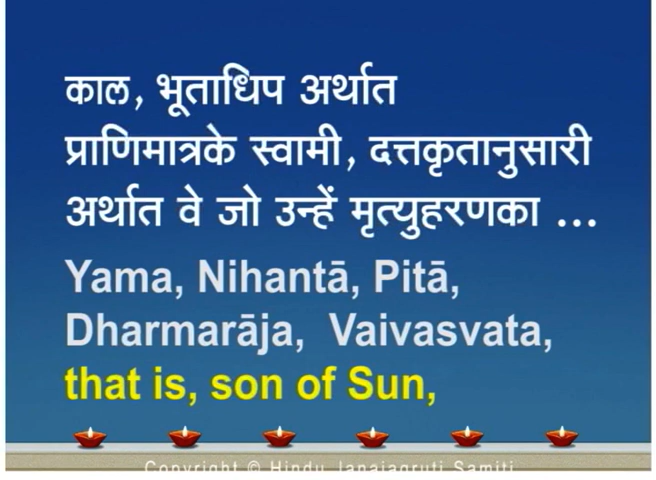 काल, भूताधिप अर्थात
प्राणिमात्रके स्वामी, दत्तकृतानुसारी
अर्थात वे जो उन्हें मृत्युहरणका ...
Yama, Nihantā, Pitā,
Dharmarāja, Vaivasvata,
that is, son of Sun,
Copyright © Hindu Janajagruti Samiti